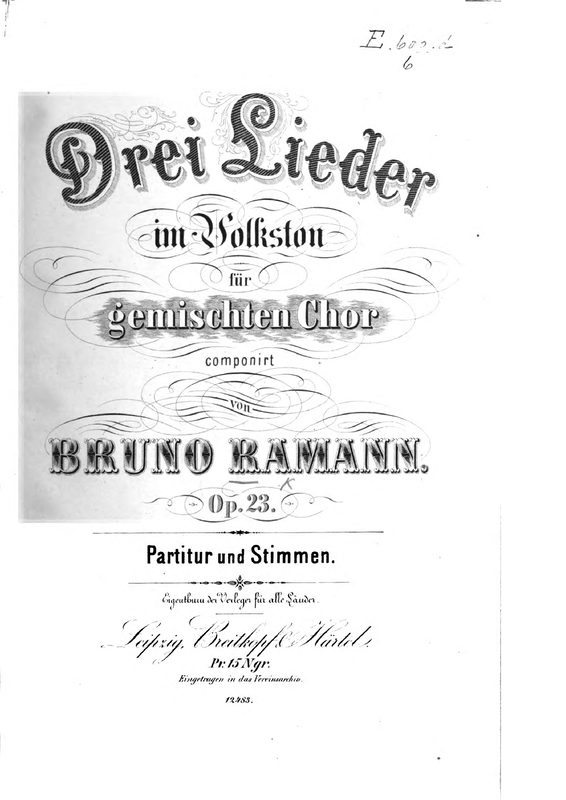 E.
6
Drei Lieder
im Volkston
für
gemischten Chor
componirt
von
BRUNO RAMANN.
Op. 23.
Partitur und Stimmen.
Eigenthum der Verleger für alle Länder.
Leipzig, Breitkopf & Härtel.
Pr. 15 Ngr.
Eingetragen in das Vereinsarchiv.
12483.